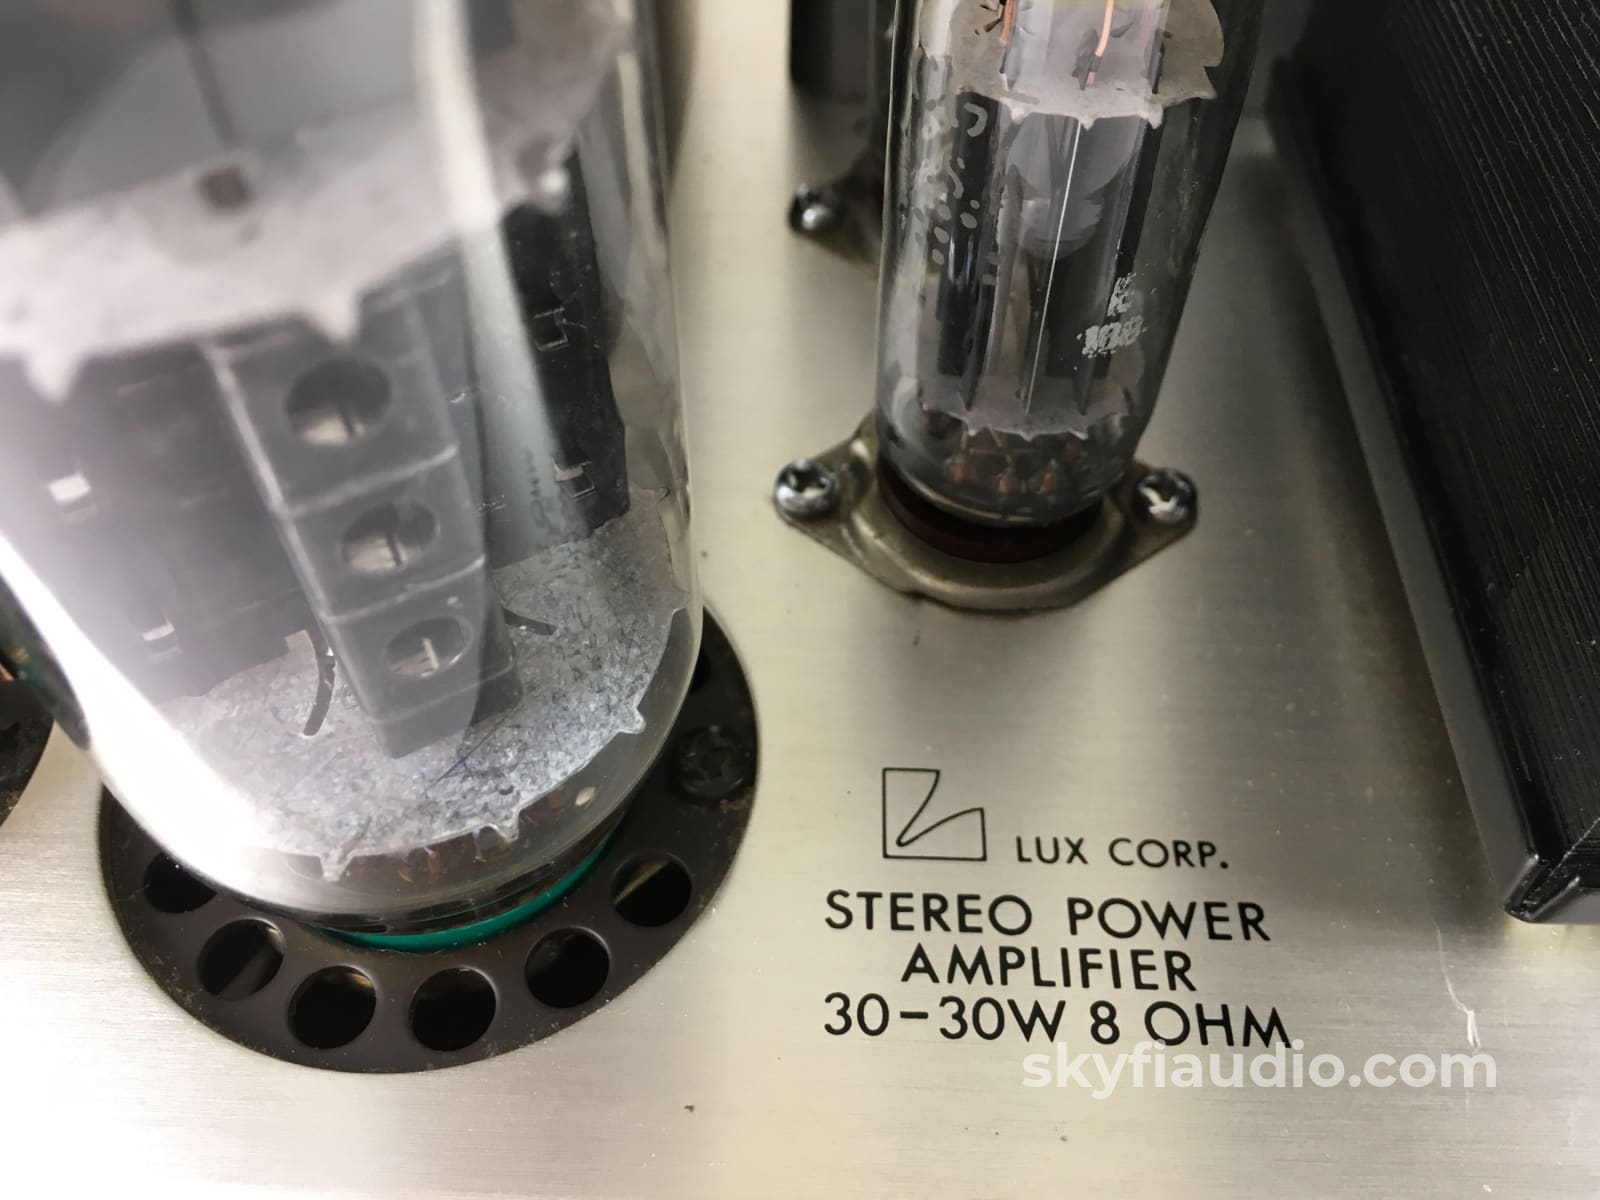 LUX CORP.
STEREO POWER
AMPLIFIER
30-30W 8 OHM
skyfiaudio.com